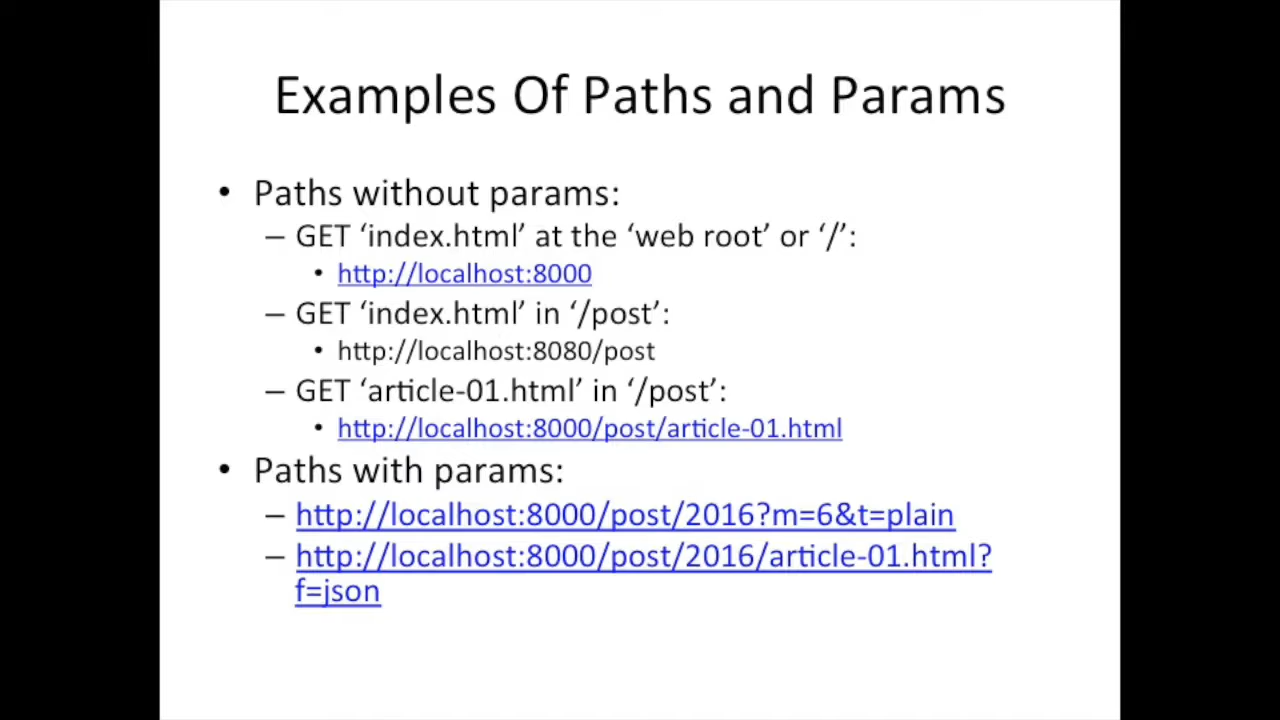 Examples Of Paths and Params
• Paths without params:
– GET ‘index.html’ at the ‘web root’ or ‘/’:
• http://localhost:8000
– GET ‘index.html’ in ‘/post’:
• http://localhost:8080/post
– GET ‘article-01.html’ in ‘/post’:
• http://localhost:8000/post/article-01.html
• Paths with params:
– http://localhost:8000/post/2016?m=6&t=plain
– http://localhost:8000/post/2016/article-01.html?
f=json